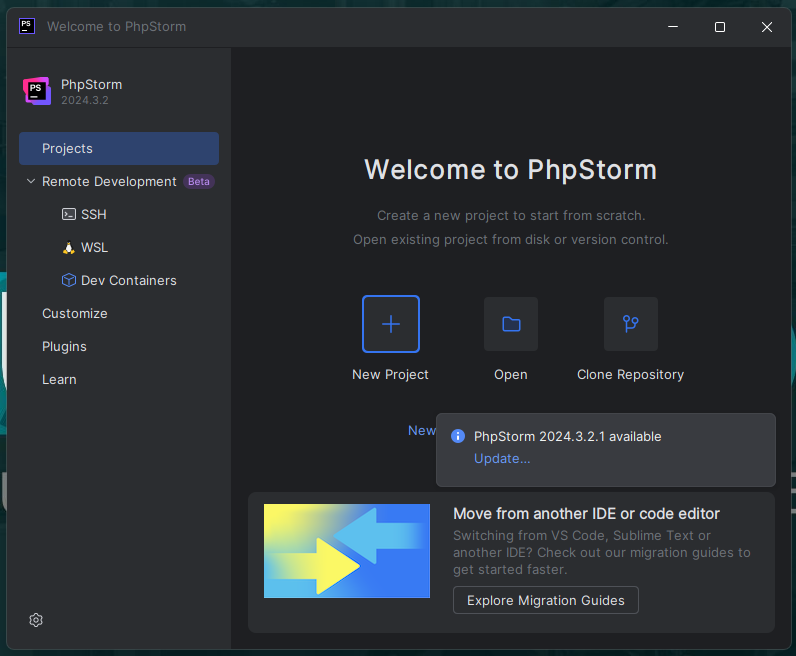 PS
Welcome to PhpStorm
PS
PhpStorm
2024.3.2
Projects
Remote Development Beta
SSH
WSL
Dev Containers
Customize
Plugins
Learn
Welcome to PhpStorm
Create a new project to start from scratch.
Open existing project from disk or version control.
New Project
Open
Clone Repository
New
PhpStorm 2024.3.2.1 available
Update...
Move from another IDE or code editor
Switching from VS Code, Sublime Text or
another IDE? Check out our migration guides to
get started faster.
Explore Migration Guides